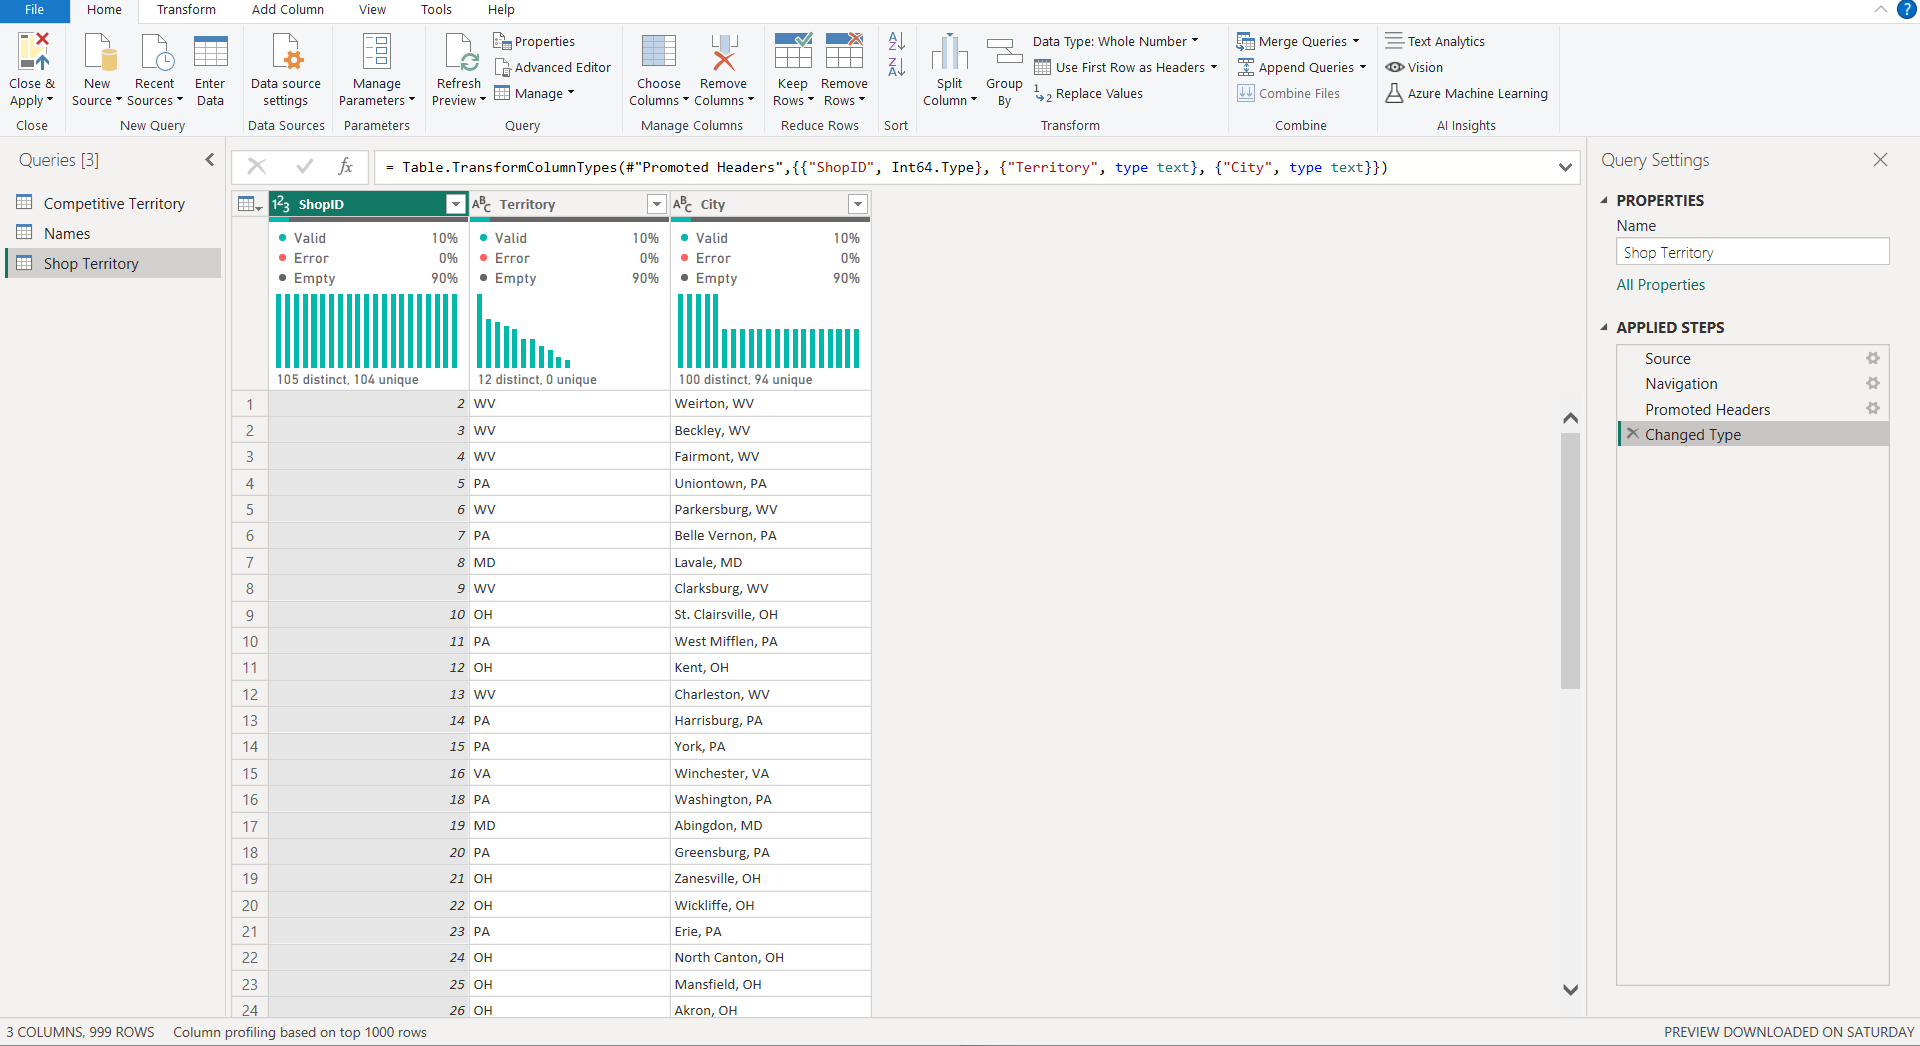 File Home Transform Add Column View Tools Help
Close & Apply
New Source
Recent Sources
Enter Data
Data source settings
Manage Parameters
Refresh Preview
Properties
Advanced Editor
Manage
Choose Columns
Remove Columns
Keep Rows
Remove Rows
Split Column
Group By
Data Type: Whole Number
Use First Row as Headers
1 2 Replace Values
Merge Queries
Append Queries
Combine Files
Text Analytics
Vision
Azure Machine Learning
Close New Query Data Sources Parameters Query Manage Columns Reduce Rows Sort Transform Combine AI Insights
Queries [3]
Competitive Territory
Names
Shop Territory
fx = Table.TransformColumnTypes(#"Promoted Headers",{{"ShopID", Int64.Type}, {"Territory", type text}, {"City", type text}})
123 ShopID ABC Territory ABC City
Valid 10% Valid 10% Valid 10%
Error 0% Error 0% Error 0%
Empty 90% Empty 90% Empty 90%
105 distinct, 104 unique 12 distinct, 0 unique 100 distinct, 94 unique
1 2 WV Weirton, WV
2 3 WV Beckley, WV
3 4 WV Fairmont, WV
4 5 PA Uniontown, PA
5 6 WV Parkersburg, WV
6 7 PA Belle Vernon, PA
7 8 MD Lavale, MD
8 9 WV Clarksburg, WV
9 10 OH St. Clairsville, OH
10 11 PA West Mifflen, PA
11 12 OH Kent, OH
12 13 WV Charleston, WV
13 14 PA Harrisburg, PA
14 15 PA York, PA
15 16 VA Winchester, VA
16 18 PA Washington, PA
17 19 MD Abingdon, MD
18 20 PA Greensburg, PA
19 21 OH Zanesville, OH
20 22 OH Wickliffe, OH
21 23 PA Erie, PA
22 24 OH North Canton, OH
23 25 OH Mansfield, OH
24 26 OH Akron, OH
Query Settings
PROPERTIES
Name
Shop Territory
All Properties
APPLIED STEPS
Source
Navigation
Promoted Headers
Changed Type
3 COLUMNS, 999 ROWS Column profiling based on top 1000 rows
PREVIEW DOWNLOADED ON SATURDAY